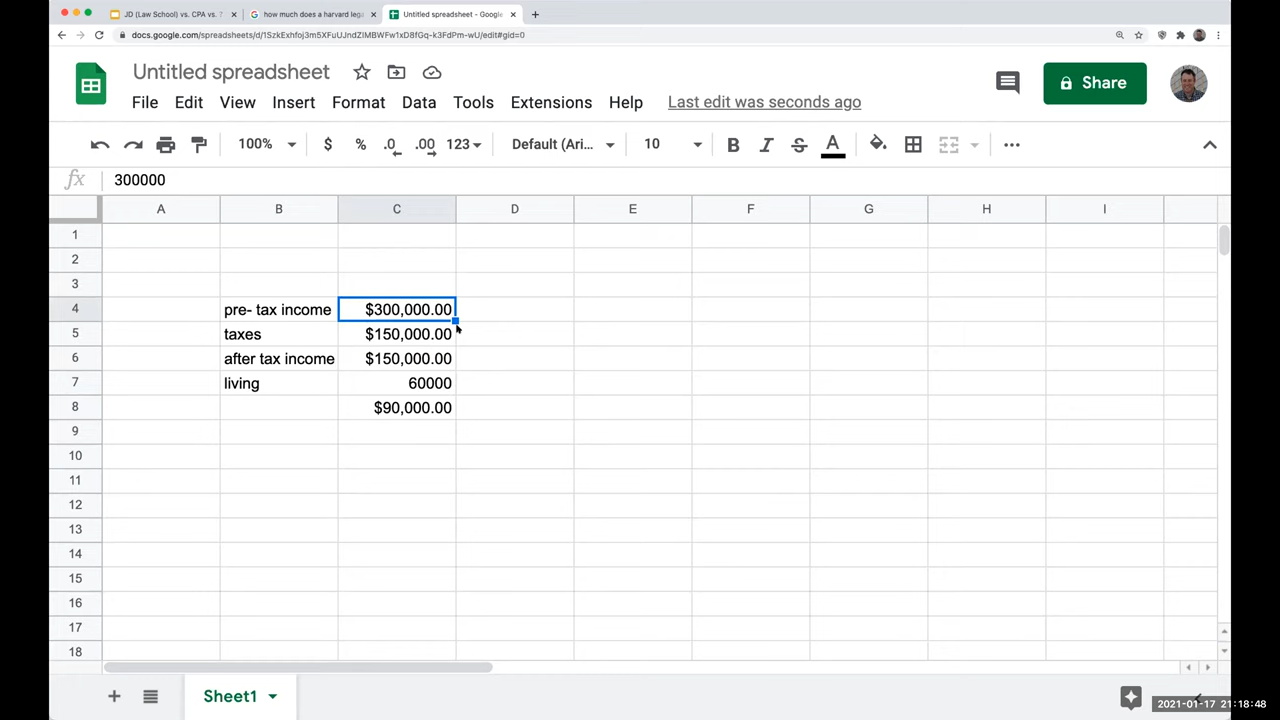 JD (Law School) vs. CPA vs. ?
how much does a harvard lega
Untitled spreadsheet - Google
docs.google.com/spreadsheets/d/1SzkExhfoj3m5XFuUJndZIMBWFw1xD8fGq-k3FdPm-wU/edit#gid=0
Untitled spreadsheet
Share
File Edit View Insert Format Data Tools Extensions Help Last edit was seconds ago
100% $ % .0 .00 123 Default (Ari... 10 B I S A
fx 300000
A B C D E F G H I
1
2
3
4 pre- tax income $300,000.00
5 taxes $150,000.00
6 after tax income $150,000.00
7 living 60000
8 $90,000.00
9
10
11
12
13
14
15
16
17
18
Sheet1
2021-01-17 21:18:48